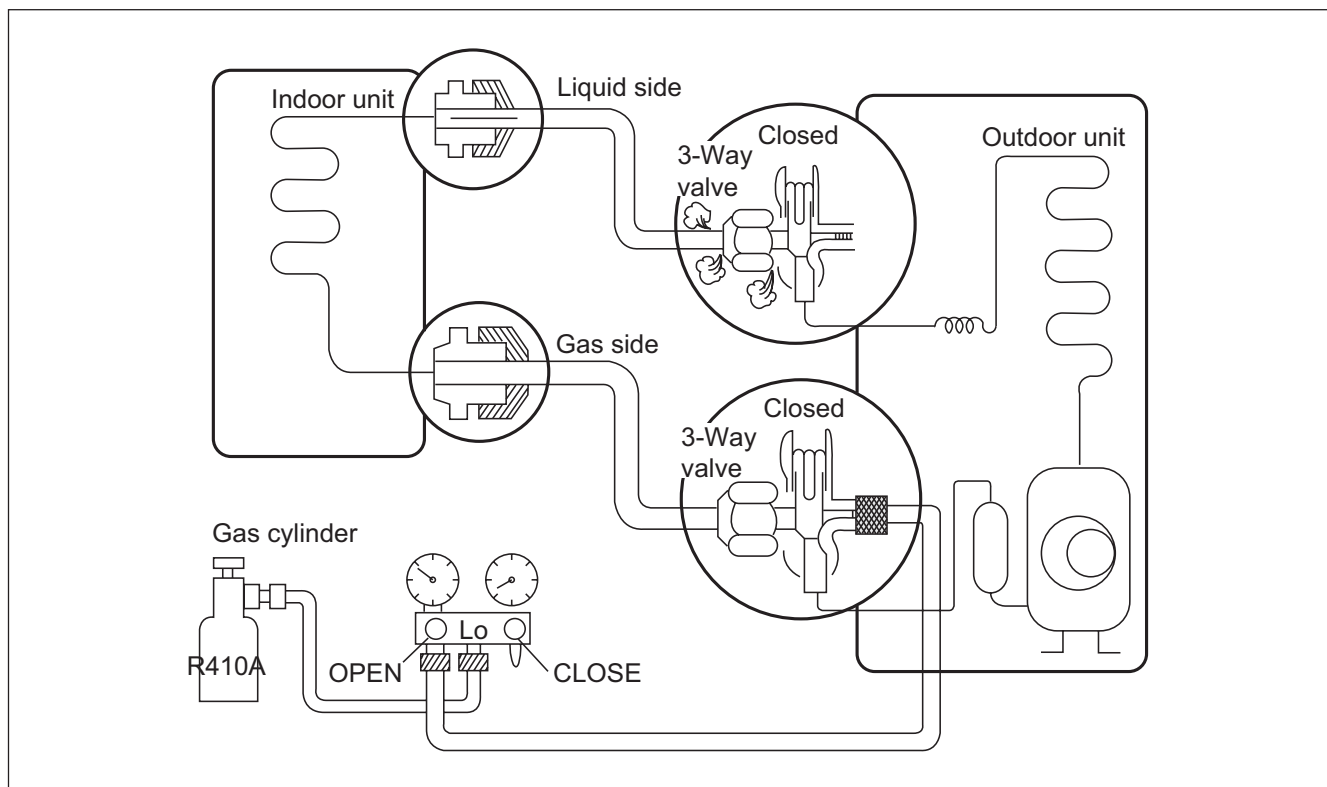 Indoor unit
Liquid side
Closed
3-Way
valve
Outdoor unit
Gas side
Closed
3-Way
valve
Gas cylinder
Lo
R410A
OPEN
CLOSE